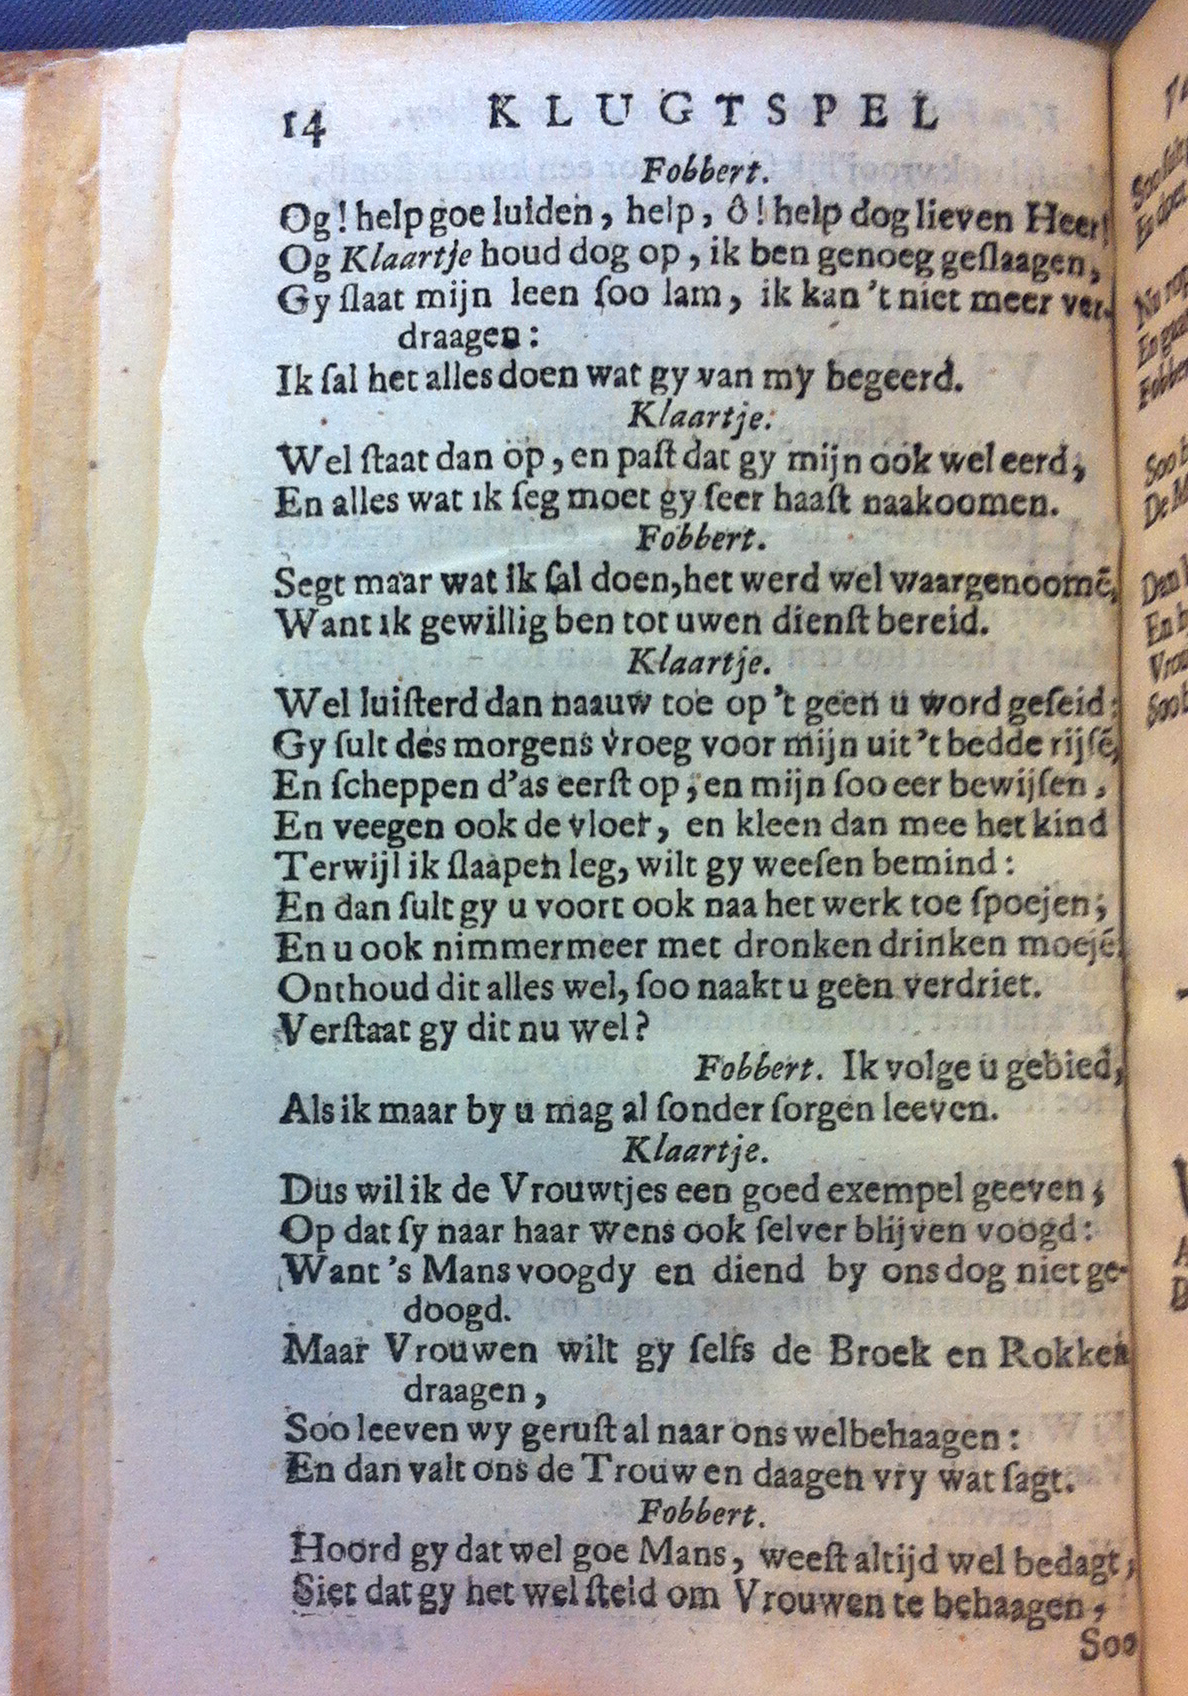 14 KLUGTSPEL
Fobbert.
Og! help goe luiden, help, ô! help dog lieven Heer!
Og Klaartje houd dog op, ik ben genoeg geſlaagen,
Gy ſlaat mijn leen ſoo lam, ik kan 't niet meer ver-
draagen:
Ik ſal het alles doen wat gy van my begeerd.
Klaartje.
Wel ſtaat dan op, en paſt dat gy mijn ook wel eerd,
En alles wat ik ſeg moet gy ſeer haaſt naakoomen.
Fobbert.
Segt maar wat ik ſal doen, het werd wel waargenoomē,
Want ik gewillig ben tot uwen dienſt bereid.
Klaartje.
Wel luiſterd dan naauw toe op 't geen u word geſeid:
Gy ſult des morgens vroeg voor mijn uit 't bedde rijſē,
En ſcheppen d'as eerſt op, en mijn ſoo eer bewijſen,
En veegen ook de vloer, en kleen dan mee het kind
Terwijl ik ſlaapen leg, wilt gy weeſen bemind:
En dan ſult gy u voort ook naa het werk toe ſpoejen;
En u ook nimmermeer met dronken drinken moejē:
Onthoud dit alles wel, ſoo naakt u geen verdriet.
Verſtaat gy dit nu wel?
Fobbert. Ik volge u gebied,
Als ik maar by u mag al ſonder ſorgen leeven.
Klaartje.
Dus wil ik de Vrouwtjes een goed exempel geeven,
Op dat ſy naar haar wens ook ſelver blijven voogd:
Want 's Mans voogdy en diend by ons dog niet ge-
doogd.
Maar Vrouwen wilt gy ſelfs de Broek en Rokken
draagen,
Soo leeven wy geruſt al naar ons welbehaagen:
En dan valt ons de Trouw en daagen vry wat ſagt.
Fobbert.
Hoord gy dat wel goe Mans, weeſt altijd wel bedagt,
Siet dat gy het wel ſteld om Vrouwen te behaagen,
Soo